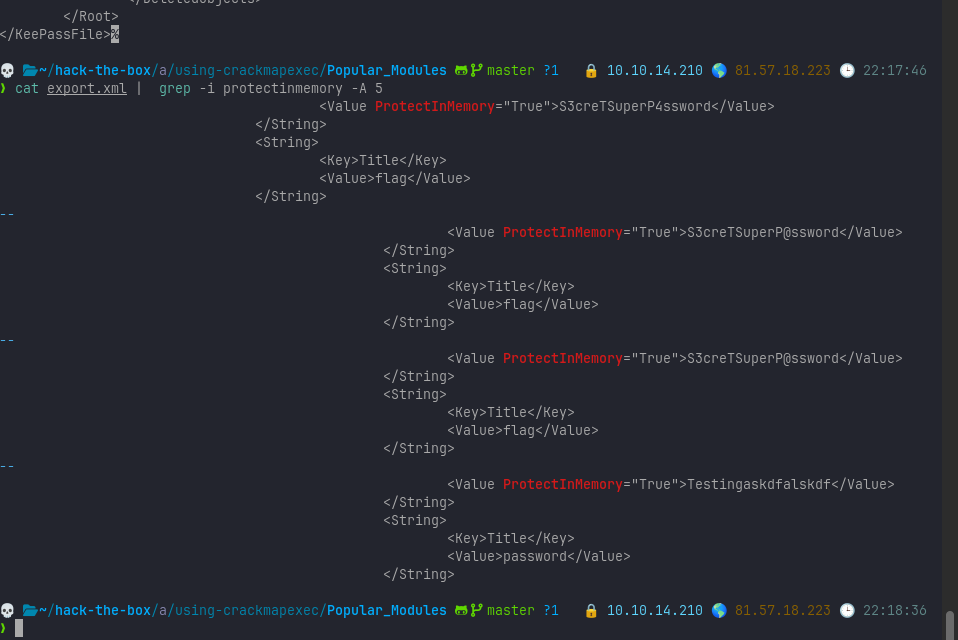 </DeletedObjects>
</Root>
</KeePassFile>%
~/hack-the-box/a/using-crackmapexec/Popular_Modules master ?1 10.10.14.210 81.57.18.223 22:17:46
❯ cat export.xml | grep -i protectinmemory -A 5
<Value ProtectInMemory="True">S3creTSuperP4ssword</Value>
</String>
<String>
<Key>Title</Key>
<Value>flag</Value>
</String>
--
<Value ProtectInMemory="True">S3creTSuperP@ssword</Value>
</String>
<String>
<Key>Title</Key>
<Value>flag</Value>
</String>
--
<Value ProtectInMemory="True">S3creTSuperP@ssword</Value>
</String>
<String>
<Key>Title</Key>
<Value>flag</Value>
</String>
--
<Value ProtectInMemory="True">Testingaskdfalskdf</Value>
</String>
<String>
<Key>Title</Key>
<Value>password</Value>
</String>
~/hack-the-box/a/using-crackmapexec/Popular_Modules master ?1 10.10.14.210 81.57.18.223 22:18:36
❯